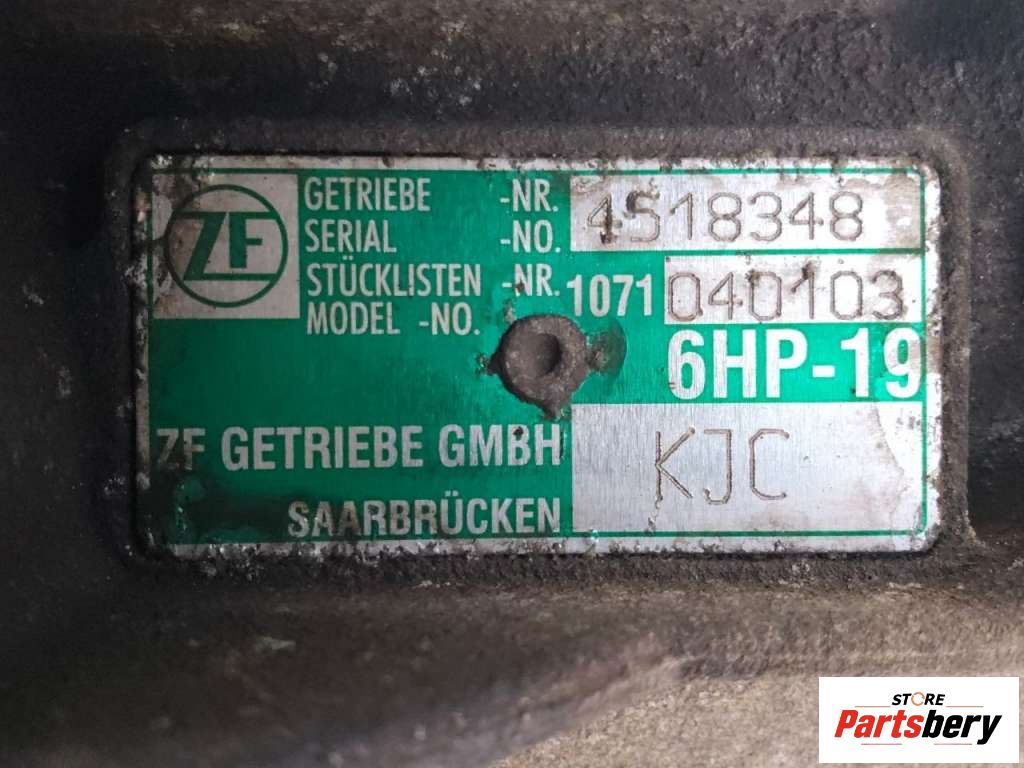 ZF
GETRIEBE -NR. 4518348
SERIAL -NO.
STÜCKLISTEN -NR. 1071 040103
MODEL -NO.
6HP-19
ZF GETRIEBE GMBH KJC
SAARBRÜCKEN
STORE
Partsbery